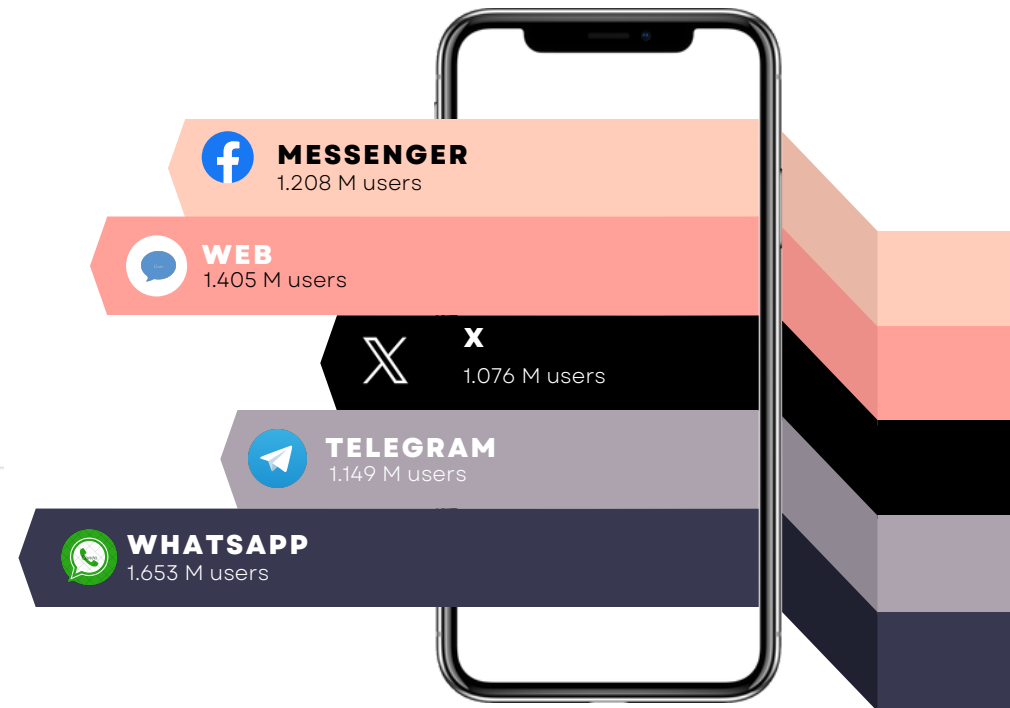 MESSENGER
1.208 M users
WEB
1.405 M users
X
1.076 M users
TELEGRAM
1.149 M users
WHATSAPP
1.653 M users